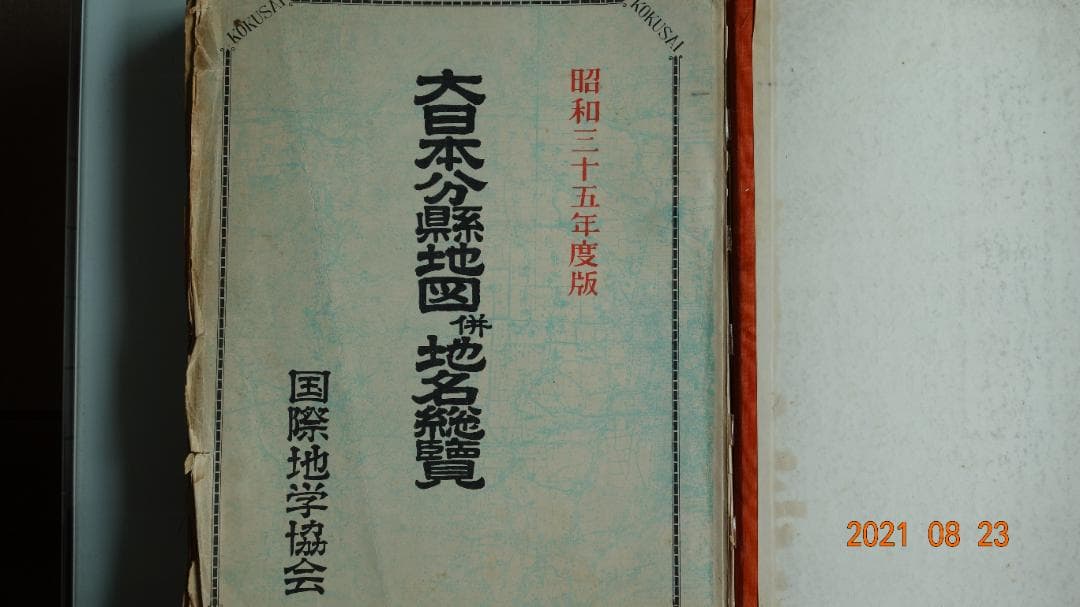 KOKUSAI
KOKUSAI
昭和三十五年度版
大日本分縣地図併地名総覽
国際地学協会
2021 08 23